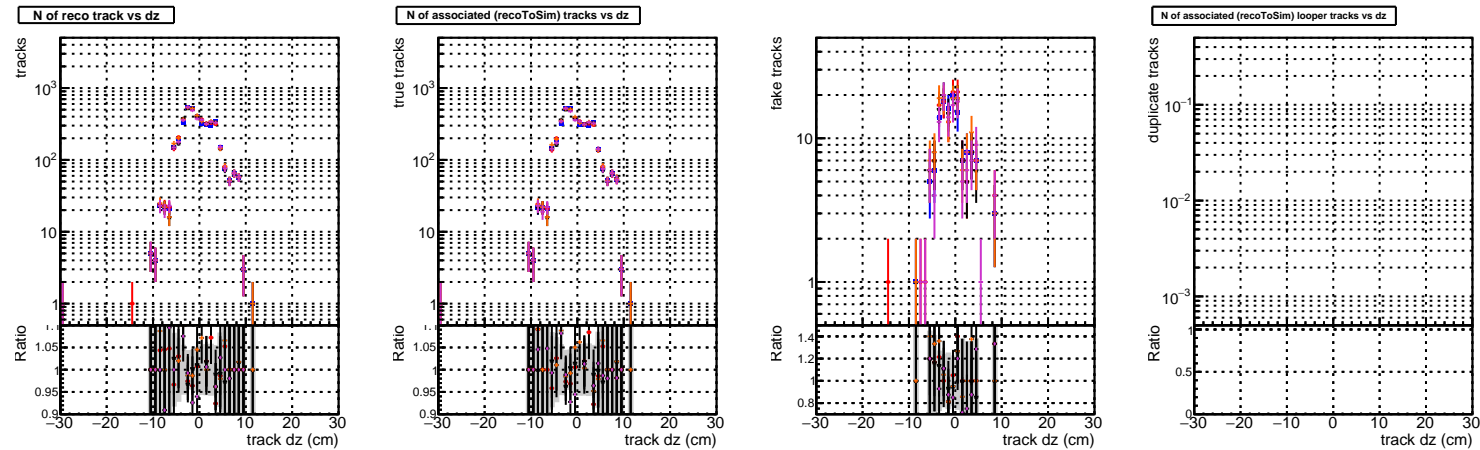 N of reco track vs dz
tracks
10³
10²
10
1
Ratio
1.1
1.05
1
0.95
0.9
−30 −20 −10 0 10 20 30
track dz (cm)
N of associated (recoToSim) tracks vs dz
true tracks
10³
10²
10
1
Ratio
1.1
1.05
1
0.95
0.9
−30 −20 −10 0 10 20 30
track dz (cm)
fake tracks
10
1
Ratio
1.4
1.2
1
0.8
−30 −20 −10 0 10 20 30
track dz (cm)
N of associated (recoToSim) looper tracks vs dz
duplicate tracks
10⁻¹
10⁻²
10⁻³
Ratio
1
0.5
0
−30 −20 −10 0 10 20 30
track dz (cm)